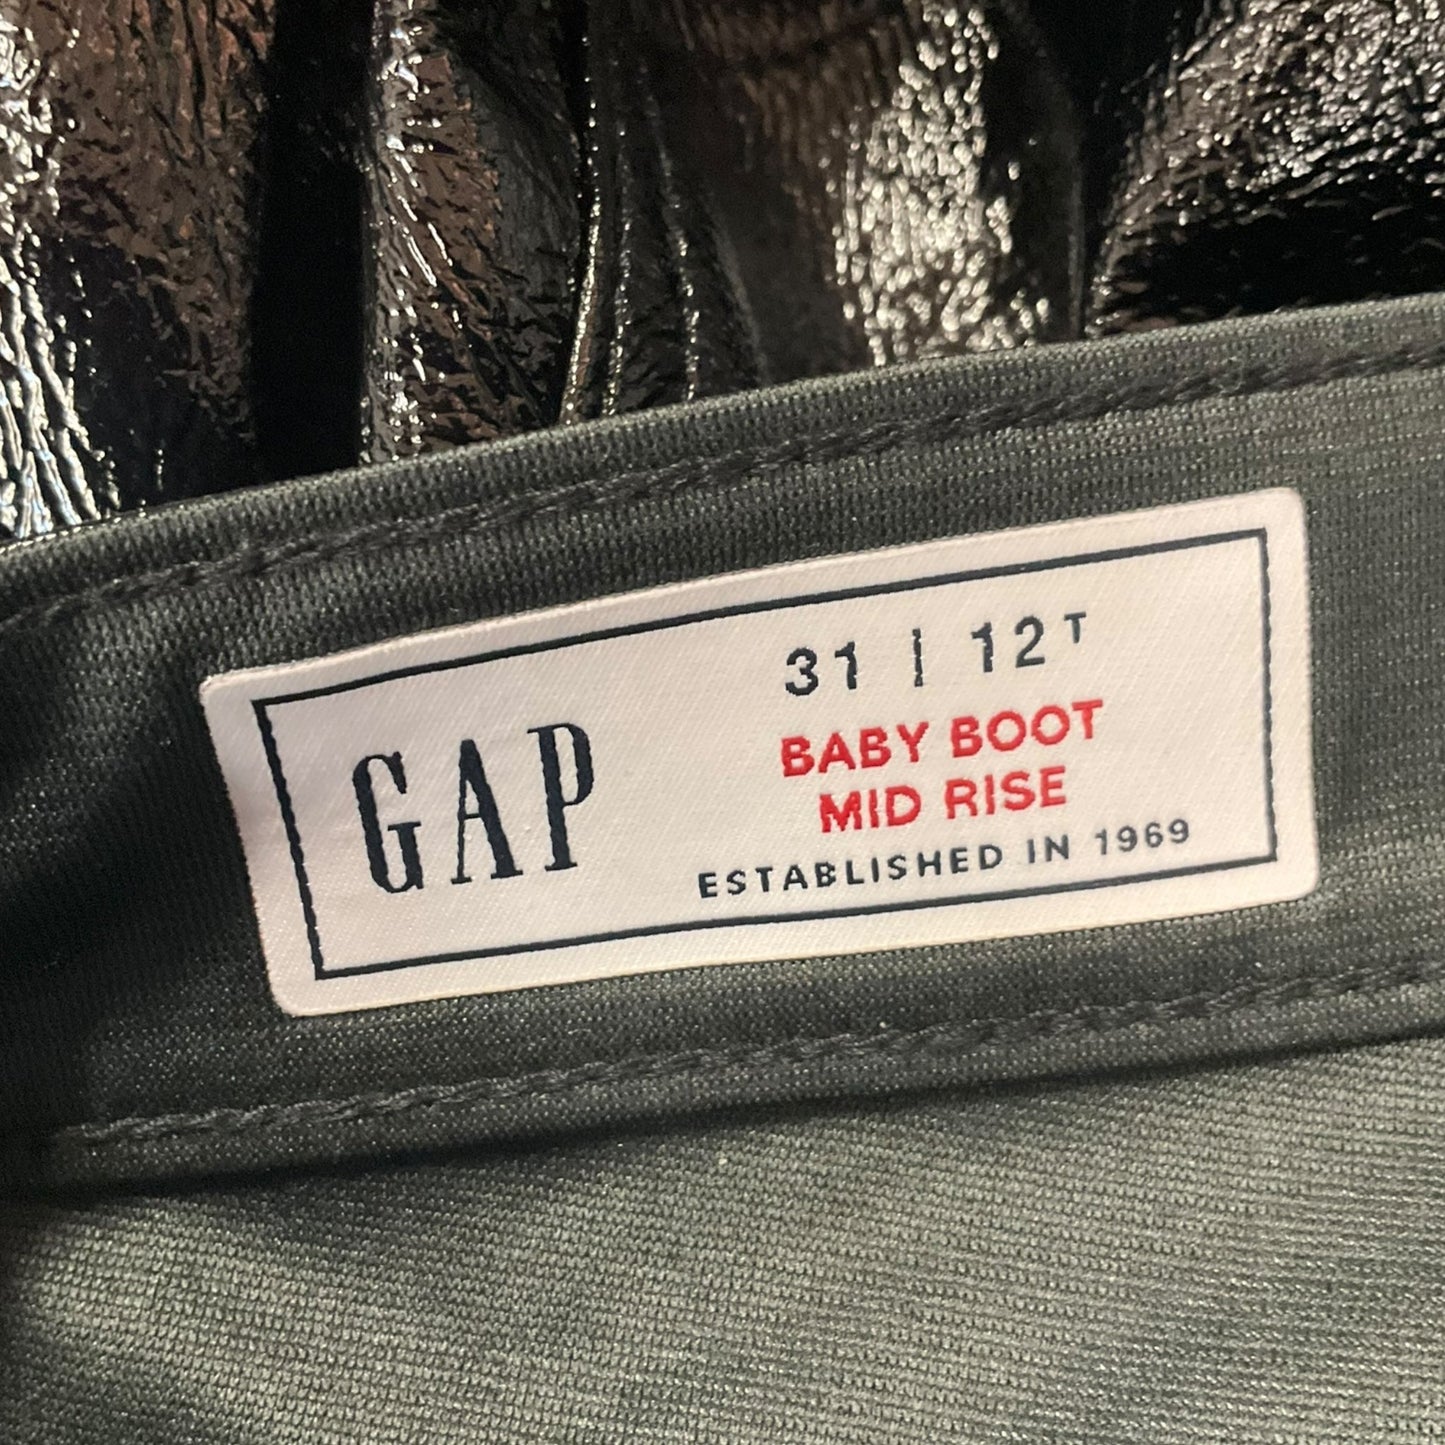 GAP
31 | 12T
BABY BOOT
MID RISE
ESTABLISHED IN 1969